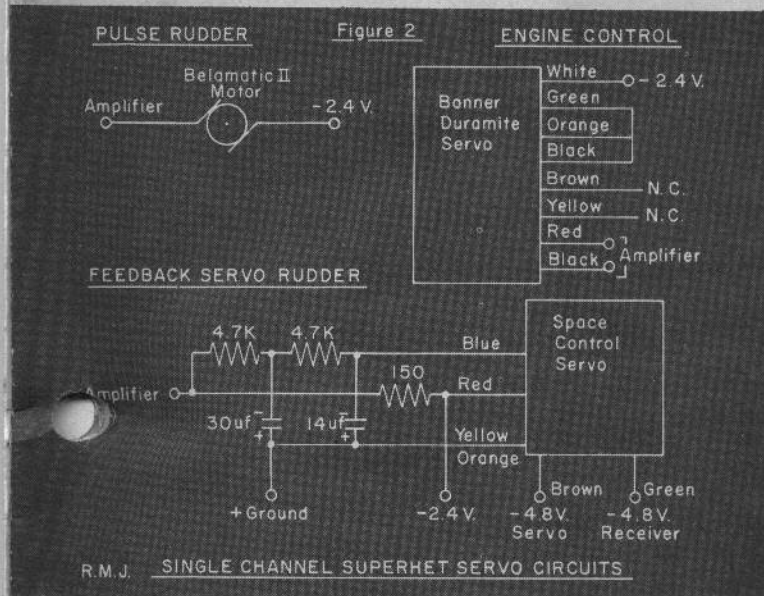 PULSE RUDDER
Figure 2
ENGINE CONTROL
Belamatic II
Motor
Amplifier
-2.4 V.
Bonner
Duramite
Servo
White
-2.4 V.
Green
Orange
Black
Brown
N.C.
Yellow
N.C.
Red
Black
Amplifier
FEEDBACK SERVO RUDDER
4.7K
4.7K
Blue
Space
Control
Servo
150
Amplifier
Red
30uf
-
+
14uf
-
+
Yellow
Orange
+ Ground
-2.4 V.
Brown
-4.8V.
Servo
Green
-4.8V.
Receiver
R.M.J.
SINGLE CHANNEL SUPERHET SERVO CIRCUITS